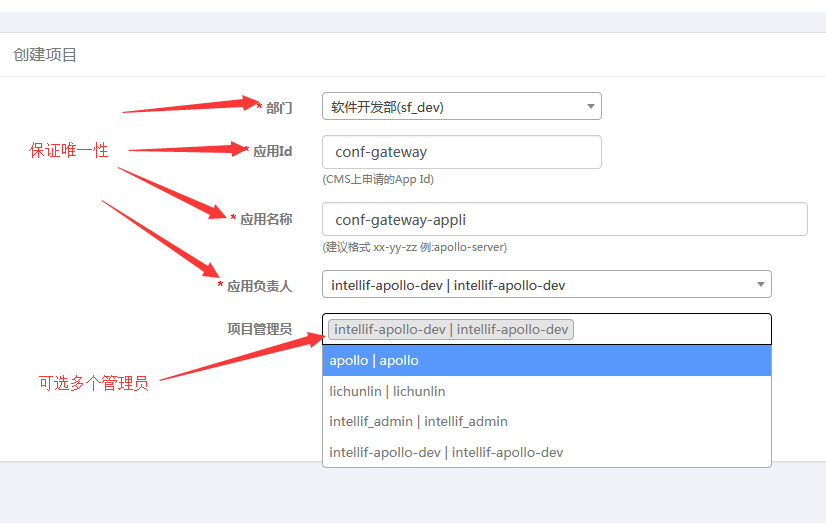 创建项目
* 部门
软件开发部(sf_dev)
保证唯一性
* 应用Id
conf-gateway
(CMS上申请的App Id)
* 应用名称
conf-gateway-appli
(建议格式 xx-yy-zz 例:apollo-server)
* 应用负责人
intellif-apollo-dev | intellif-apollo-dev
项目管理员
intellif-apollo-dev | intellif-apollo-dev
可选多个管理员
apollo | apollo
lichunlin | lichunlin
intellif_admin | intellif_admin
intellif-apollo-dev | intellif-apollo-dev